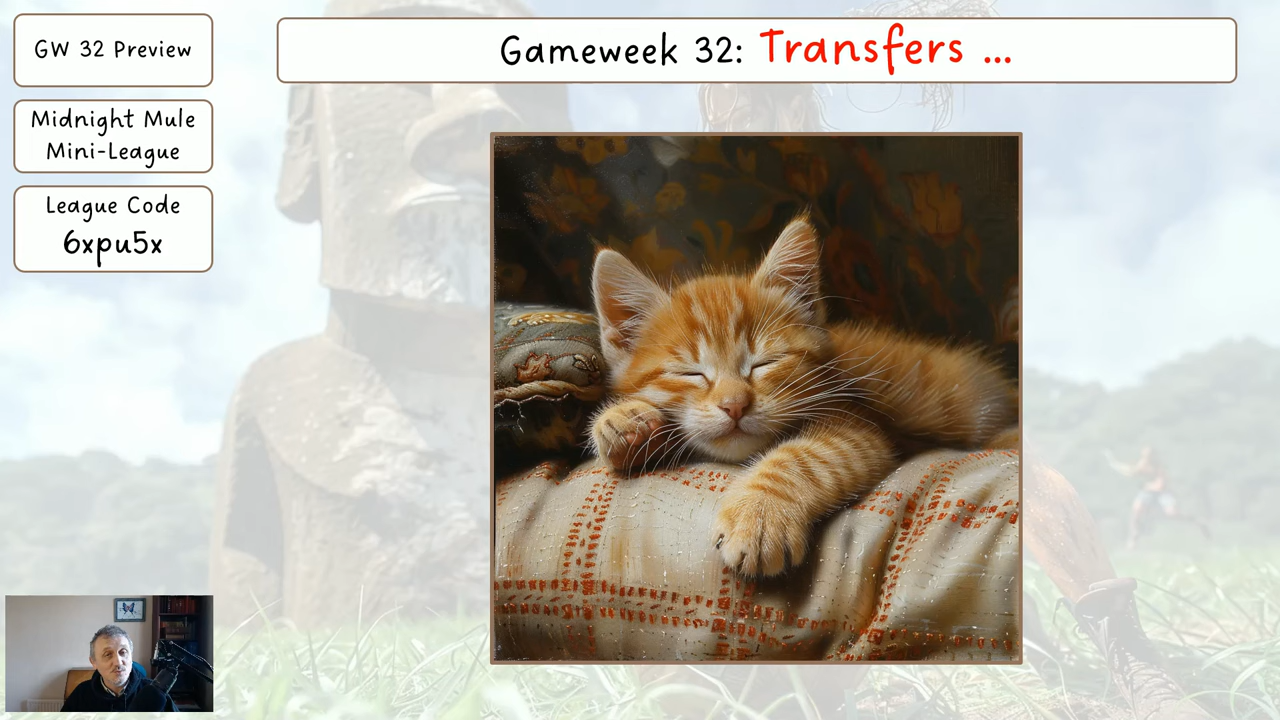 GW 32 Preview
Gameweek 32: Transfers ...
Midnight Mule
Mini-League
League Code
6xpu5x